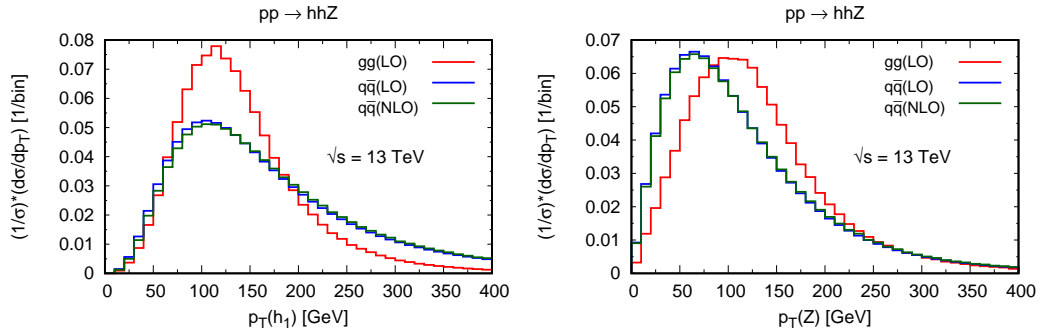 pp → hhZ
(1/σ)*(dσ/dp_T) [1/bin]
0.08
0.07
0.06
0.05
0.04
0.03
0.02
0.01
0
gg(LO)
qq̅(LO)
qq̅(NLO)
√s = 13 TeV
0 50 100 150 200 250 300 350 400
p_T(h_1) [GeV]
pp → hhZ
(1/σ)*(dσ/dp_T) [1/bin]
0.07
0.06
0.05
0.04
0.03
0.02
0.01
0
gg(LO)
qq̅(LO)
qq̅(NLO)
√s = 13 TeV
0 50 100 150 200 250 300 350 400
p_T(Z) [GeV]